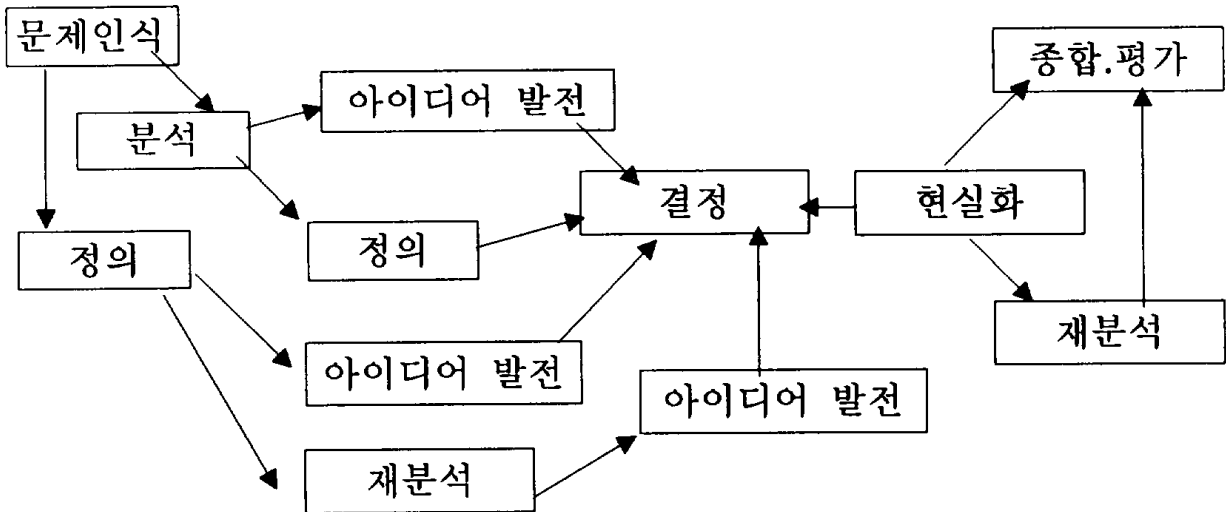 문제인식
종합.평가
아이디어 발전
분석
결정
현실화
정의
정의
재분석
아이디어 발전
아이디어 발전
재분석